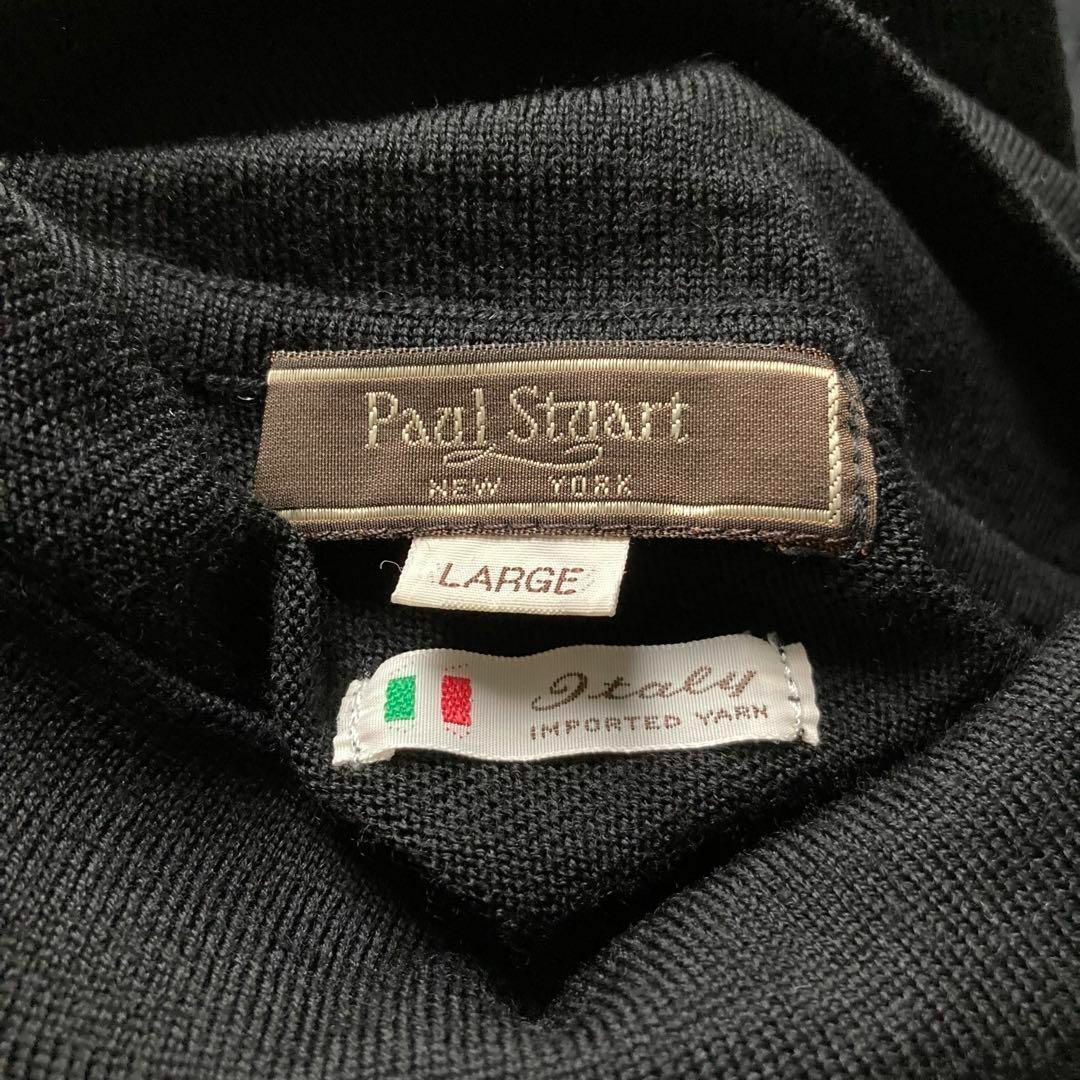 Paul Stuart
NEW YORK
LARGE
Italy
IMPORTED YARN